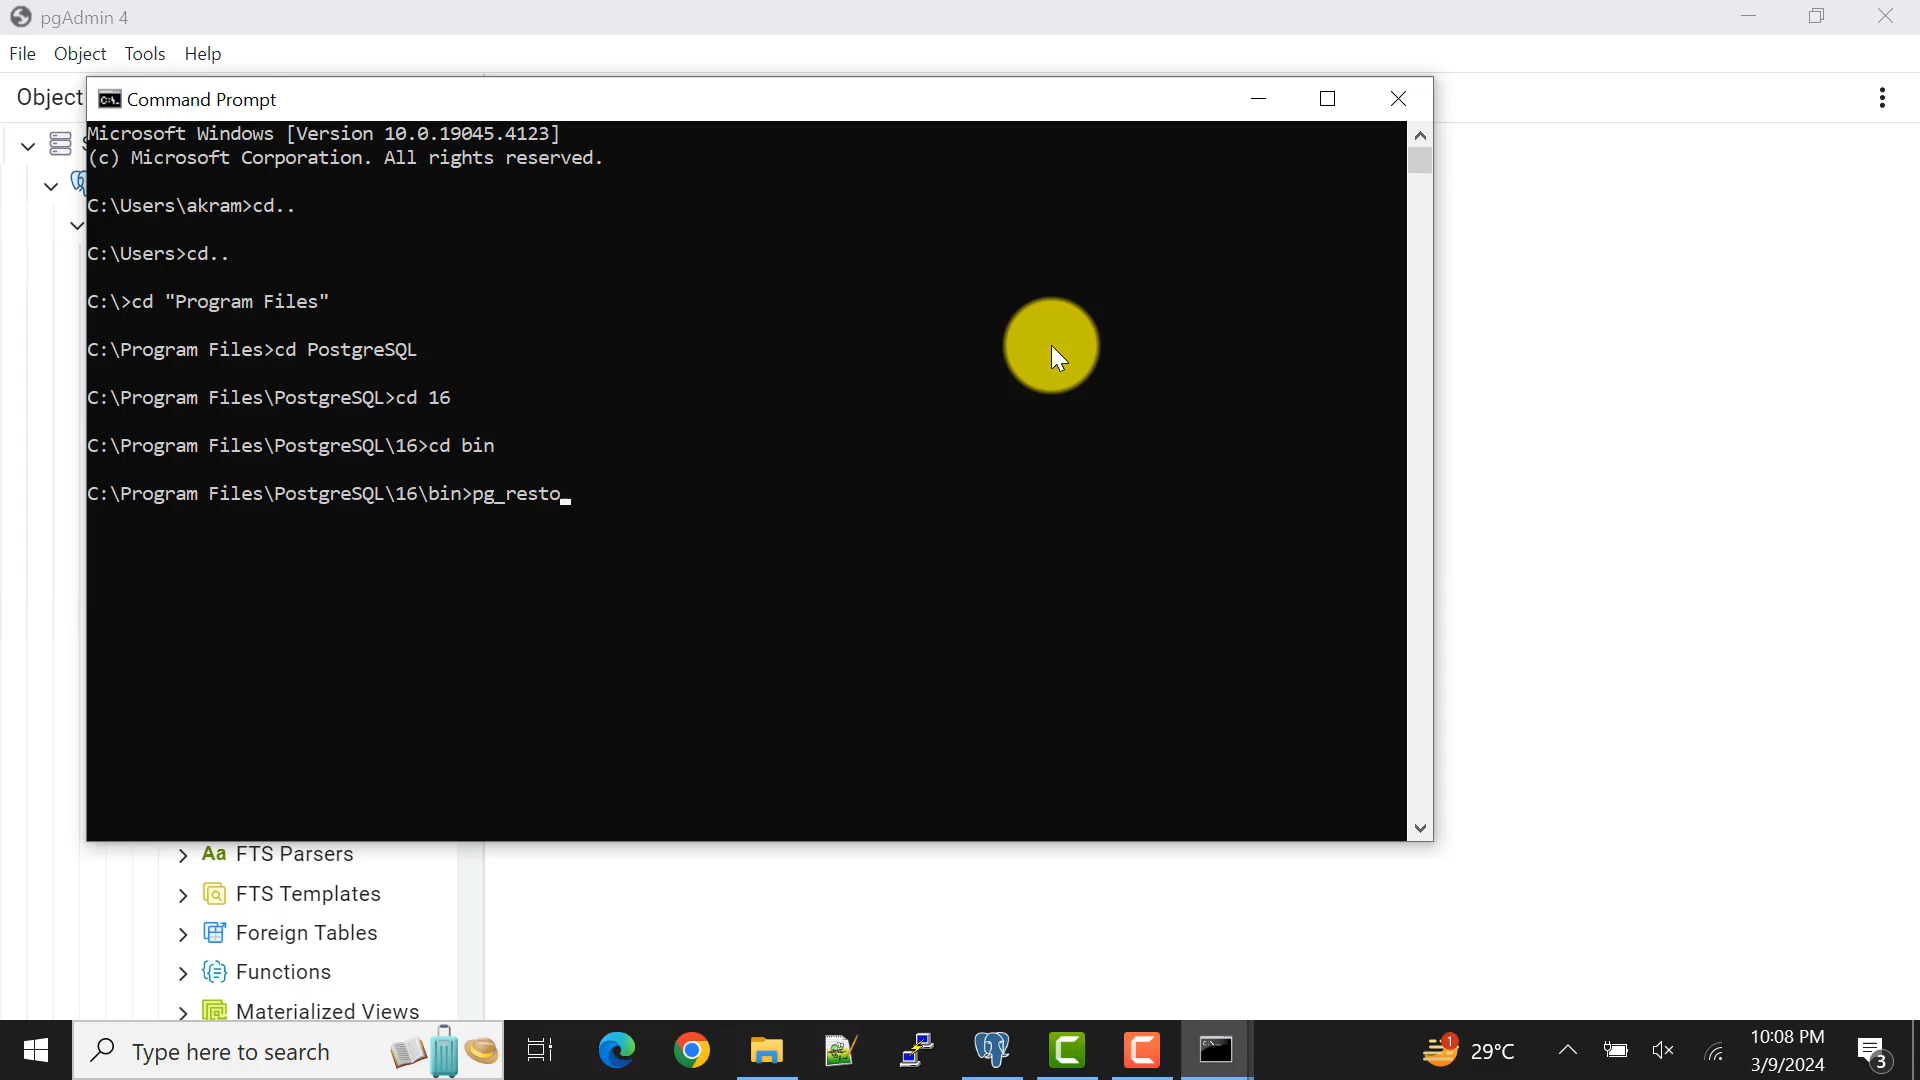 pgAdmin 4
File Object Tools Help
Object
Command Prompt
Microsoft Windows [Version 10.0.19045.4123]
(c) Microsoft Corporation. All rights reserved.
C:\Users\akram>cd..
C:\Users>cd..
C:\>cd "Program Files"
C:\Program Files>cd PostgreSQL
C:\Program Files\PostgreSQL>cd 16
C:\Program Files\PostgreSQL\16>cd bin
C:\Program Files\PostgreSQL\16\bin>pg_resto
Aa FTS Parsers
FTS Templates
Foreign Tables
Functions
Materialized Views
Type here to search
1 29°C
10:08 PM
3/9/2024
3